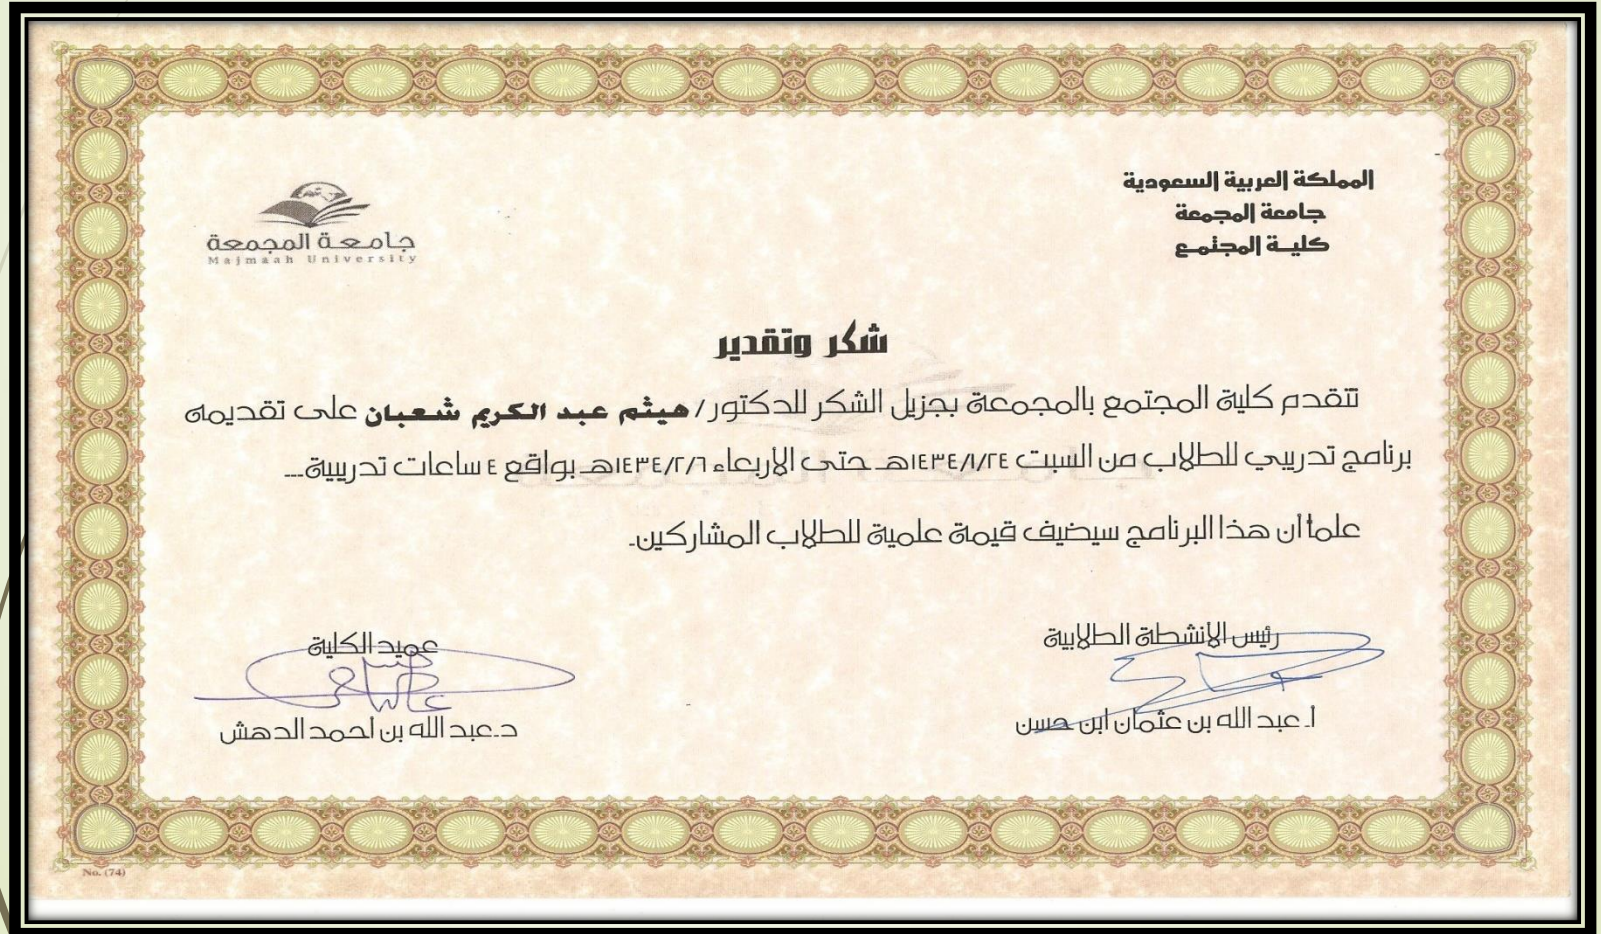 المملكة العربية السعودية
جامعة المجمعة
كليــة المجتمــع
جامعة المجمعة
Majmaah University
شكر وتقدير
تتقدم كلية المجتمع بالمجمعة بجزيل الشكر للدكتور/ هيثم عبد الكريم شعبان على تقديمه
برنامج تدريبي للطلاب من السبت ١٤٣٤/١/٢٤هـ حتى الأربعاء ١٤٣٤/٢/٦هـ بواقع ٤ ساعات تدريبية...
علماً أن هذا البرنامج سيضيف قيمة علمية للطلاب المشاركين.
رئيس الأنشطة الطلابية
أ. عبد الله بن عثمان ابن حسن
عميد الكلية
د.عبد الله بن أحمد الدهش
No. (74)